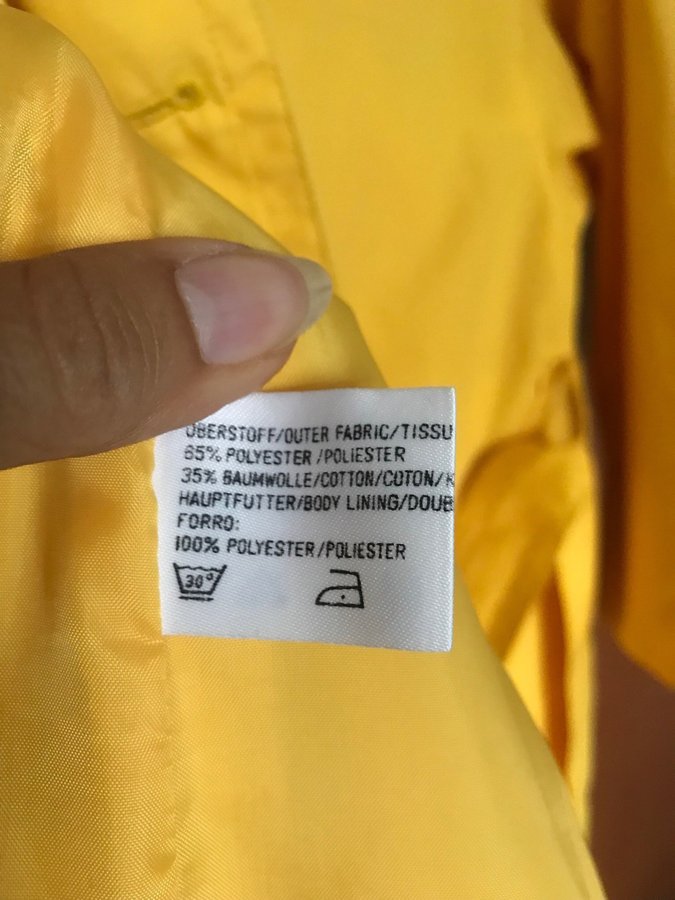 OBERSTOFF/OUTER FABRIC/TISSU
65% POLYESTER/POLIESTER
35% BAUMWOLLE/COTTON/COTON/K
HAUPTFUTTER/BODY LINING/DOUB
FORRO:
100% POLYESTER/POLIESTER
30°